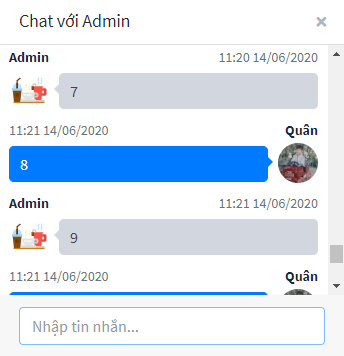 Chat với Admin ×
Admin 11:20 14/06/2020
7
11:21 14/06/2020 Quân
8
Admin 11:21 14/06/2020
9
11:21 14/06/2020 Quân
Nhập tin nhắn...